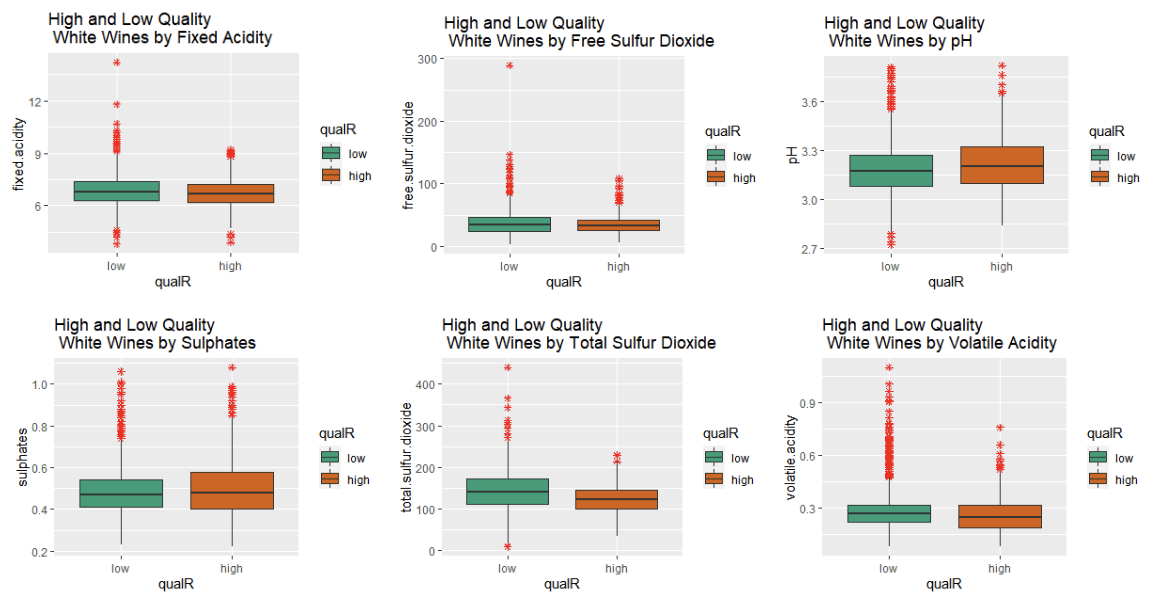 High and Low Quality
White Wines by Fixed Acidity
fixed.acidity
12
9
6
low
high
qualR
qualR
low
high
High and Low Quality
White Wines by Free Sulfur Dioxide
free.sulfur.dioxide
300
200
100
0
low
high
qualR
qualR
low
high
High and Low Quality
White Wines by pH
pH
3.6
3.3
3.0
2.7
low
high
qualR
qualR
low
high
High and Low Quality
White Wines by Sulphates
sulphates
1.0
0.8
0.6
0.4
0.2
low
high
qualR
qualR
low
high
High and Low Quality
White Wines by Total Sulfur Dioxide
total.sulfur.dioxide
400
300
200
100
0
low
high
qualR
qualR
low
high
High and Low Quality
White Wines by Volatile Acidity
volatile.acidity
0.9
0.6
0.3
low
high
qualR
qualR
low
high